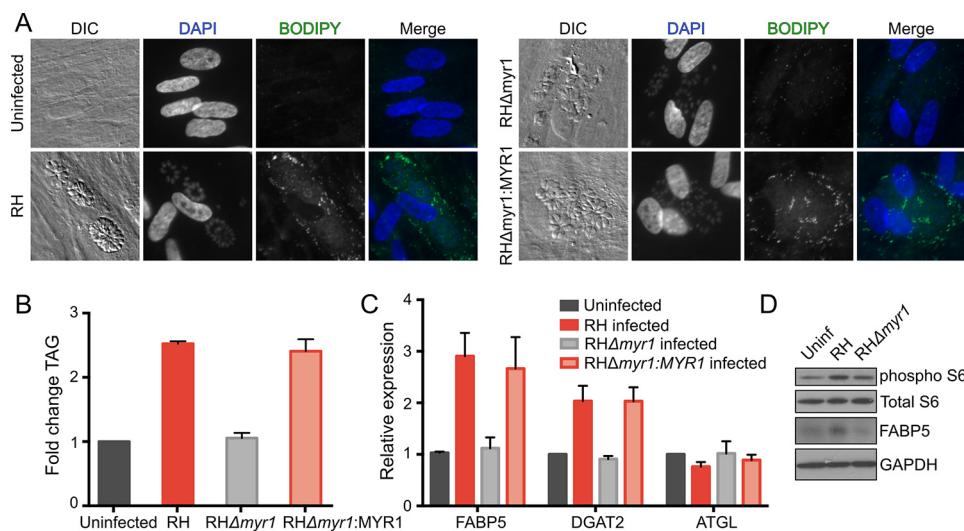 A
DIC DAPI BODIPY Merge
Uninfected
RH
DIC DAPI BODIPY Merge
RHΔmyr1
RHΔmyr1:MYR1
B
Fold change TAG
3
2
1
0
Uninfected RH RHΔmyr1 RHΔmyr1:MYR1
C
Relative expression
4
3
2
1
0
Uninfected
RH infected
RHΔmyr1 infected
RHΔmyr1:MYR1 infected
FABP5 DGAT2 ATGL
D
Uninf RH RHΔmyr1
phospho S6
Total S6
FABP5
GAPDH